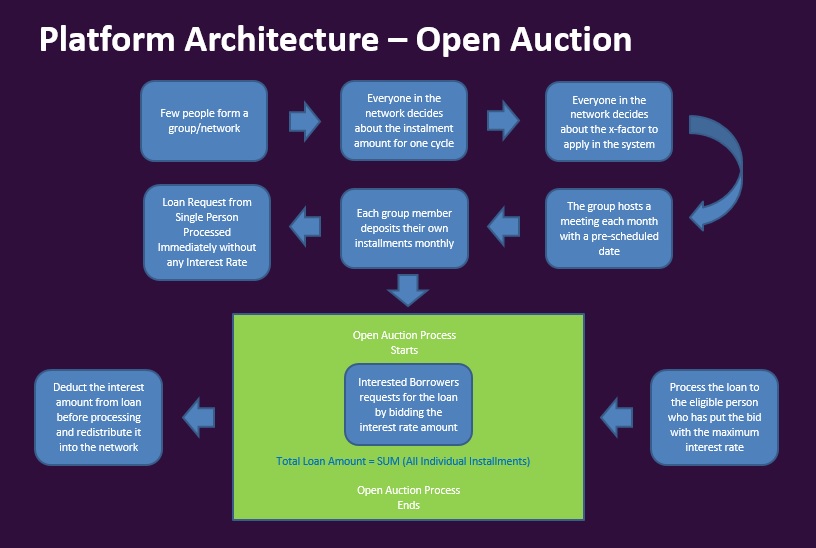 Platform Architecture – Open Auction
Few people form a
group/network
Everyone in the
network decides
about the instalment
amount for one cycle
Everyone in the
network decides
about the x-factor to
apply in the system
Loan Request from
Single Person
Processed
Immediately without
any Interest Rate
Each group member
deposits their own
installments monthly
The group hosts a
meeting each month
with a pre-scheduled
date
Open Auction Process
Starts
Deduct the interest
amount from loan
before processing
and redistribute it
into the network
Interested Borrowers
requests for the loan
by bidding the
interest rate amount
Process the loan to
the eligible person
who has put the bid
with the maximum
interest rate
Total Loan Amount = SUM (All Individual Installments)
Open Auction Process
Ends